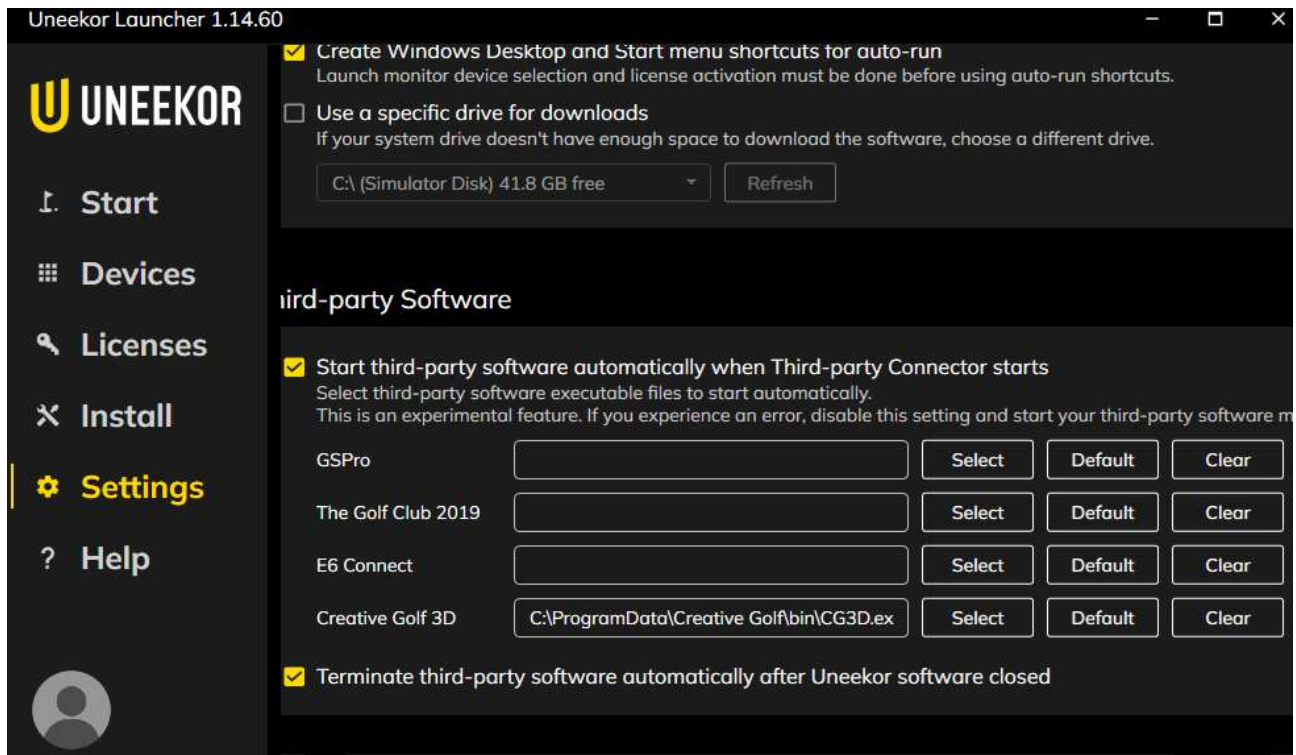 Uneekor Launcher 1.14.60
Create Windows Desktop and Start menu shortcuts for auto-run
Launch monitor device selection and license activation must be done before using auto-run shortcuts.
UNEEKOR
Use a specific drive for downloads
If your system drive doesn't have enough space to download the software, choose a different drive.
C:\ (Simulator Disk) 41.8 GB free
Refresh
Start
Devices
Licenses
Install
Settings
Help
hird-party Software
Start third-party software automatically when Third-party Connector starts
Select third-party software executable files to start automatically.
This is an experimental feature. If you experience an error, disable this setting and start your third-party software m
GSPro Select Default Clear
The Golf Club 2019 Select Default Clear
E6 Connect Select Default Clear
Creative Golf 3D C:\ProgramData\Creative Golf\bin\CG3D.ex Select Default Clear
Terminate third-party software automatically after Uneekor software closed